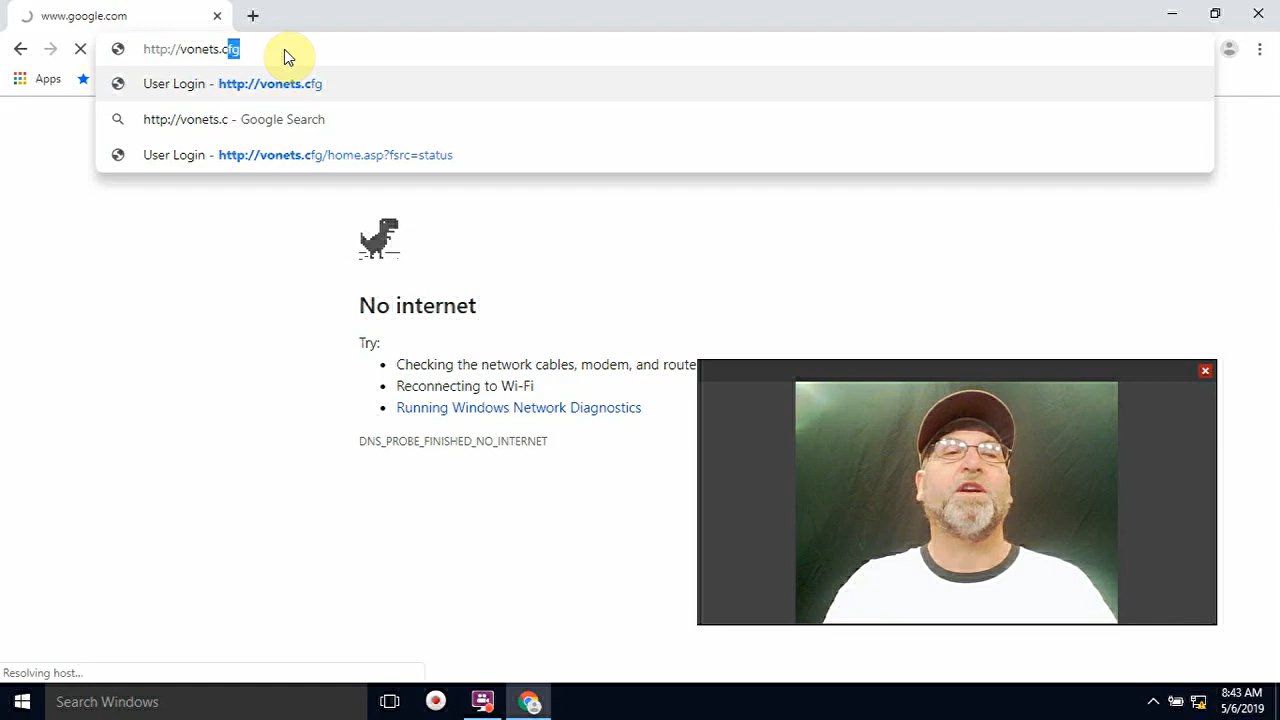 www.google.com
http://vonets.cfg
Apps
User Login - http://vonets.cfg
http://vonets.c - Google Search
User Login - http://vonets.cfg/home.asp?fsrc=status
No internet
Try:
Checking the network cables, modem, and route
Reconnecting to Wi-Fi
Running Windows Network Diagnostics
DNS_PROBE_FINISHED_NO_INTERNET
Resolving host...
Search Windows
8:43 AM
5/6/2019